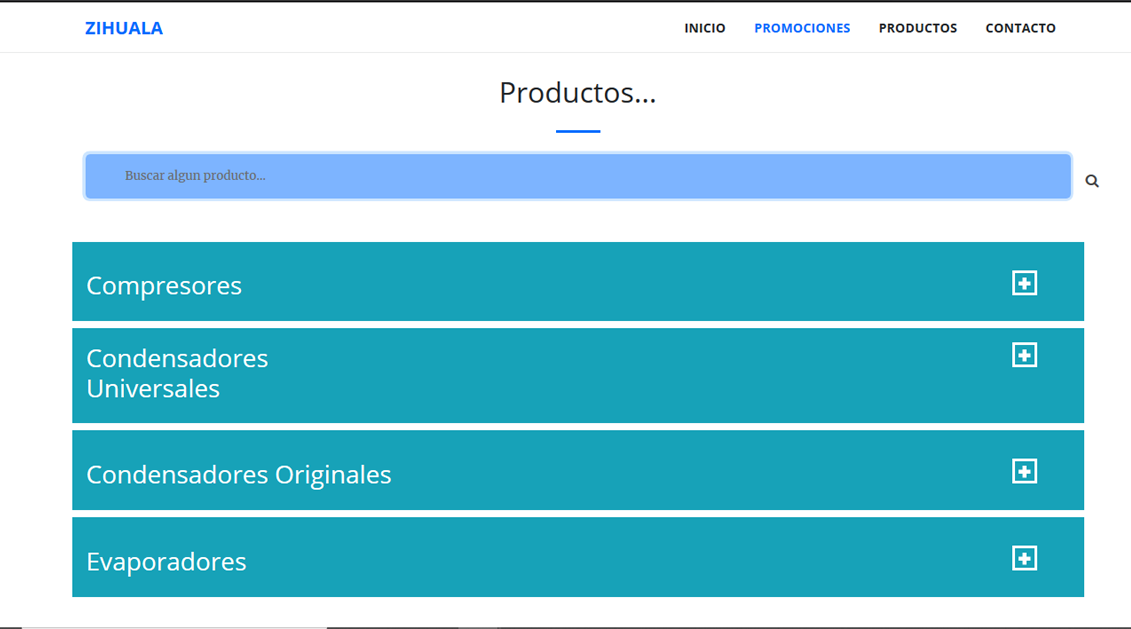 ZIHUALA
INICIO PROMOCIONES PRODUCTOS CONTACTO
Productos...
Buscar algun producto...
Compresores
Condensadores
Universales
Condensadores Originales
Evaporadores